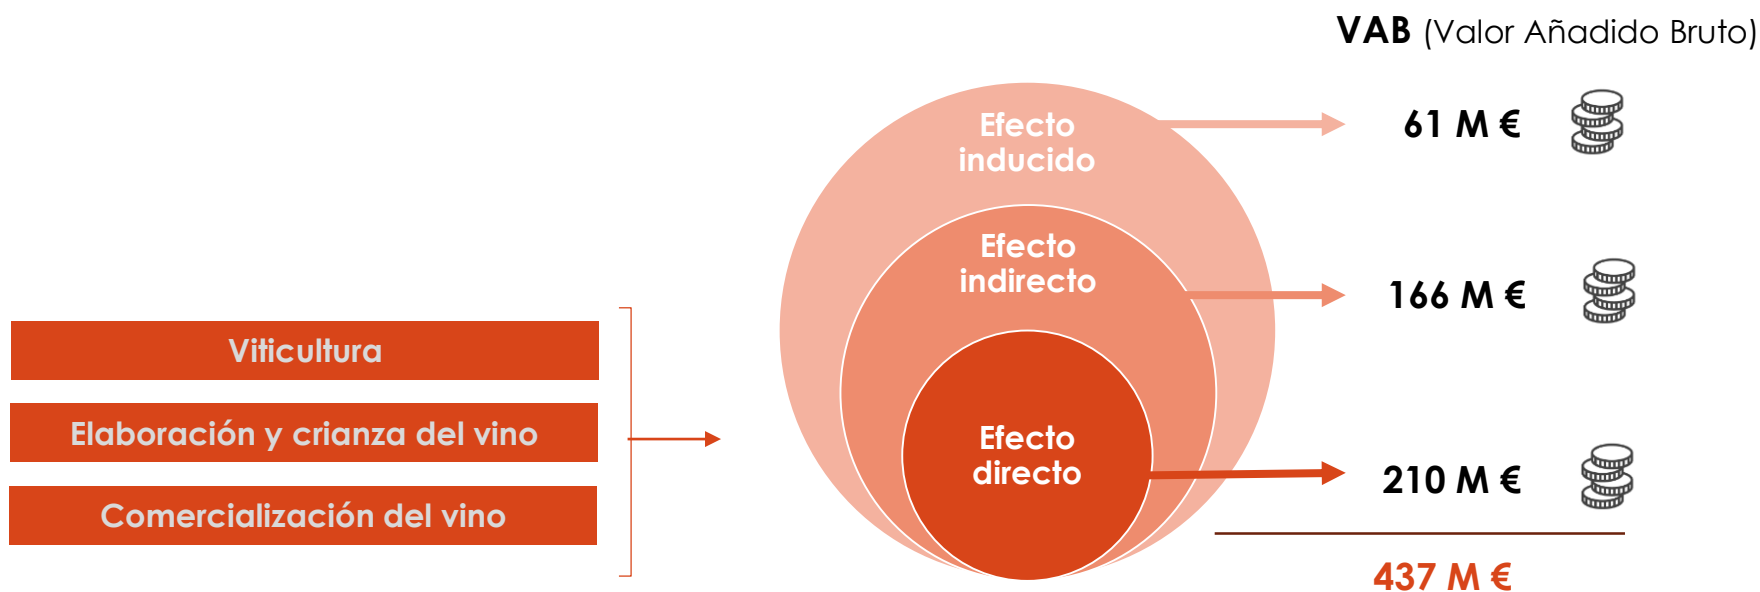 VAB (Valor Añadido Bruto)
Efecto
inducido
61 M €
Efecto
indirecto
166 M €
Viticultura
Elaboración y crianza del vino
Comercialización del vino
Efecto
directo
210 M €
437 M €